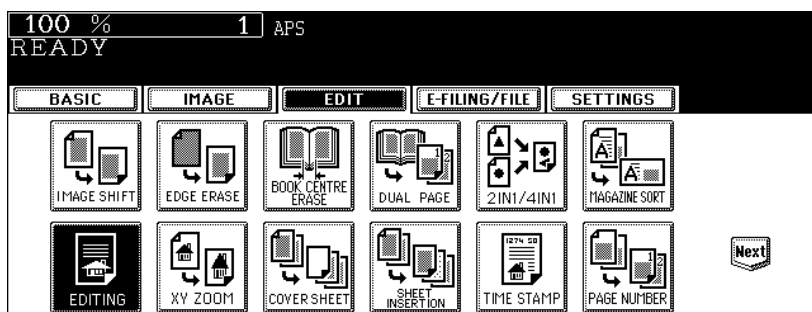 100 % 1 APS
READY
BASIC IMAGE EDIT E-FILING/FILE SETTINGS
IMAGE SHIFT EDGE ERASE BOOK CENTRE ERASE DUAL PAGE 2IN1/4IN1 MAGAZINE SORT
EDITING XY ZOOM COVER SHEET SHEET INSERTION TIME STAMP PAGE NUMBER
Next